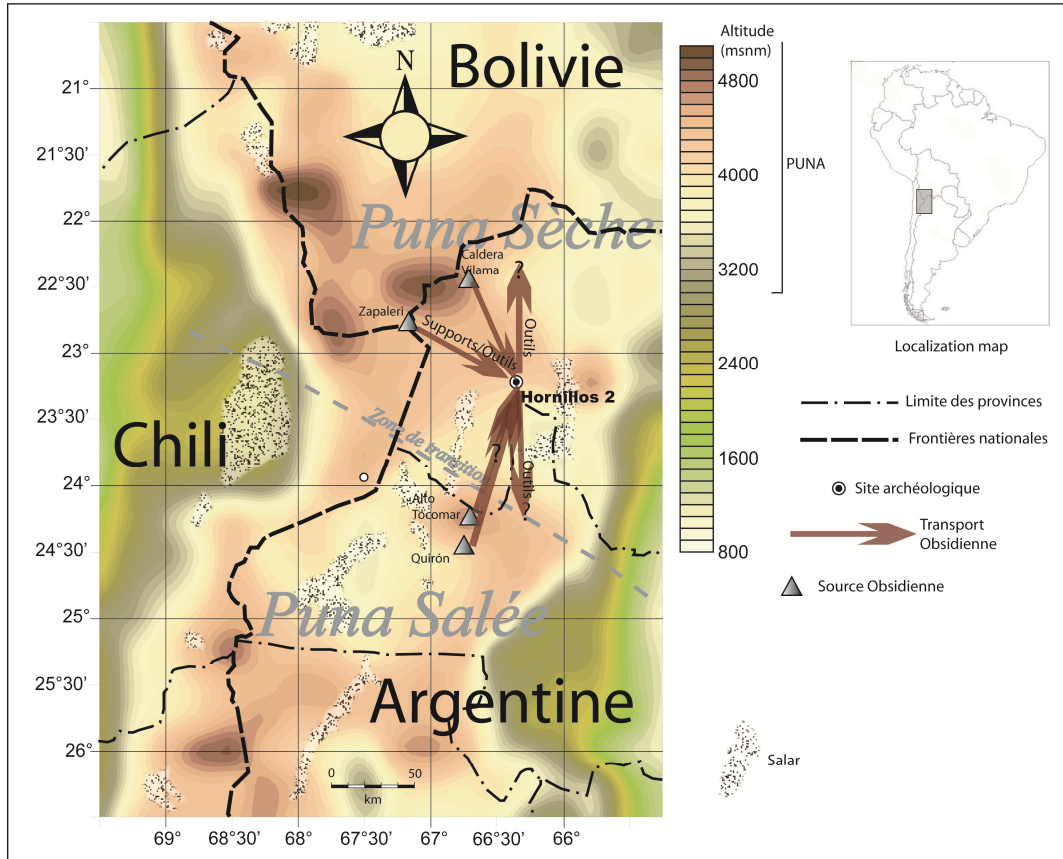 Bolivie
N
21°
21°30'
22°
22°30'
23°
23°30'
24°
24°30'
25°
25°30'
26°
Puna Sèche
Caldera
Vilama
?
Zapaleri
Supports/Outils
Outils
Hornillos 2
Chili
Zone de transition
?
Outils ?
Alto
Tocomar
Quirón
Puna Salée
Argentine
0 50
km
69° 68°30' 68° 67°30' 67° 66°30' 66°
Altitude
(msnm)
4800
4000
3200
2400
1600
800
PUNA
Localization map
Limite des provinces
Frontières nationales
Site archéologique
Transport
Obsidienne
Source Obsidienne
Salar